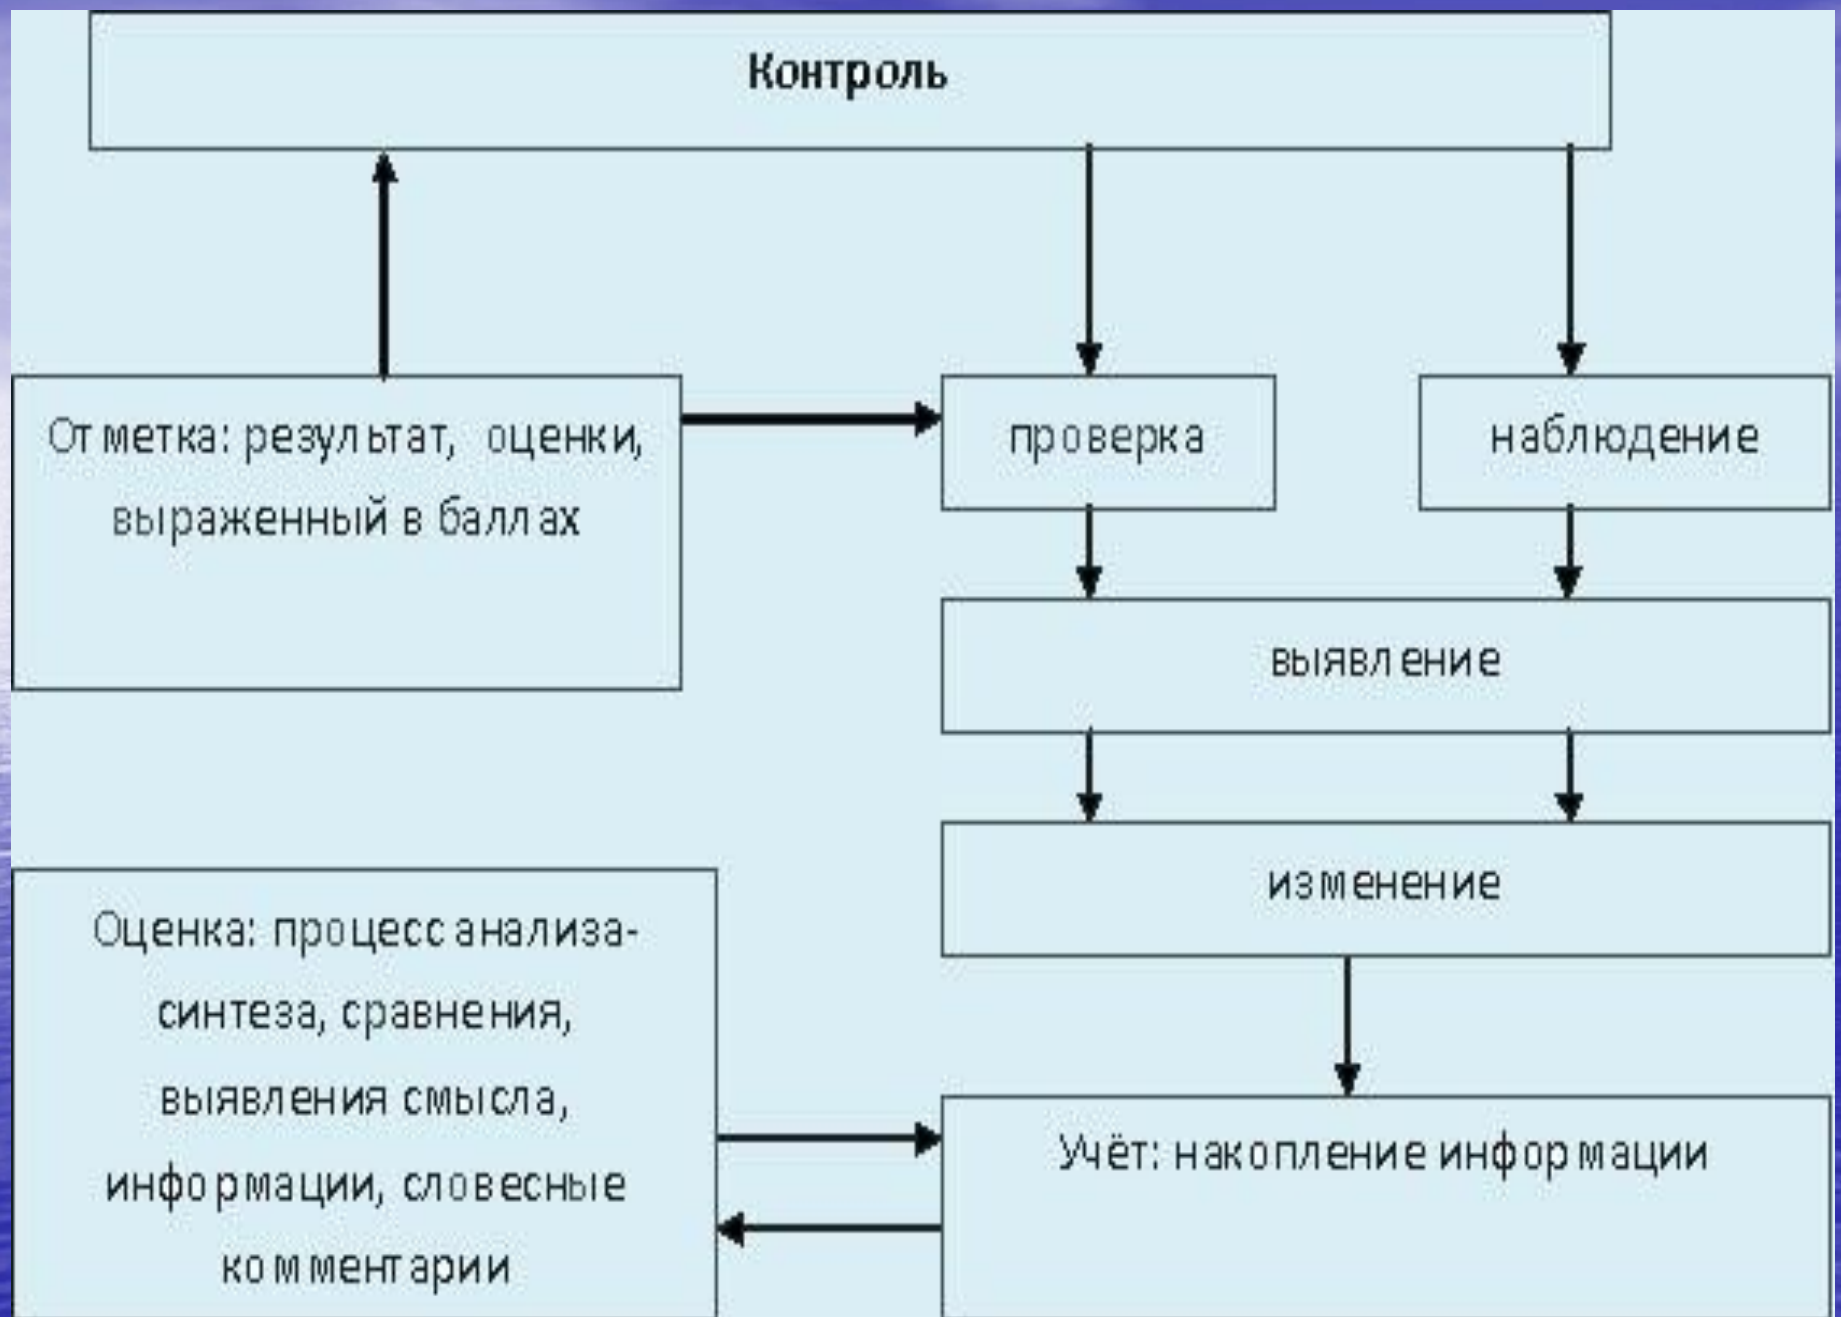 Контроль
Отметка: результат, оценки,
выраженный в баллах
проверка
наблюдение
выявление
изменение
Оценка: процесс анализа-
синтеза, сравнения,
выявления смысла,
информации, словесные
комментарии
Учёт: накопление информации